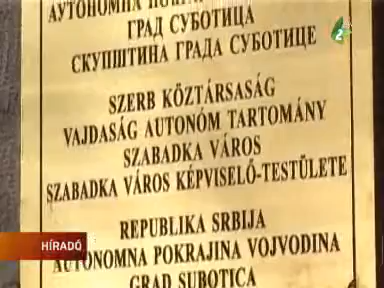 АУТОНОМНА
ГРАД СУБОТИЦА
СКУПШТИНА ГРАДА СУБОТИЦЕ
SZERB KÖZTÁRSASÁG
VAJDASÁG AUTONÓM TARTOMÁNY
SZABADKA VÁROS
SZABADKA VÁROS KÉPVISELŐ-TESTÜLETE
REPUBLIKA SRBIJA
AUTONOMNA POKRAJINA VOJVODINA
GRAD SUBOTICA
HÍRADÓ
2